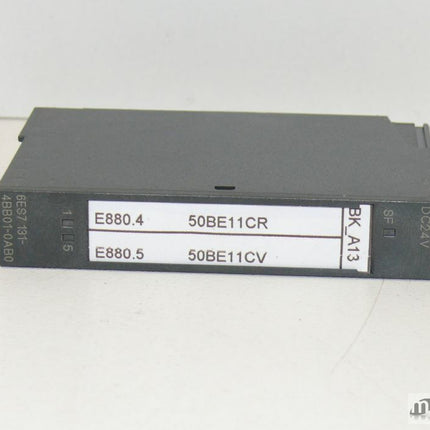 6ES7 131-
4BB01-0AB0
1 5
E880.4 50BE11CR
E880.5 50BE11CV
BK_A13
SF
DC24V